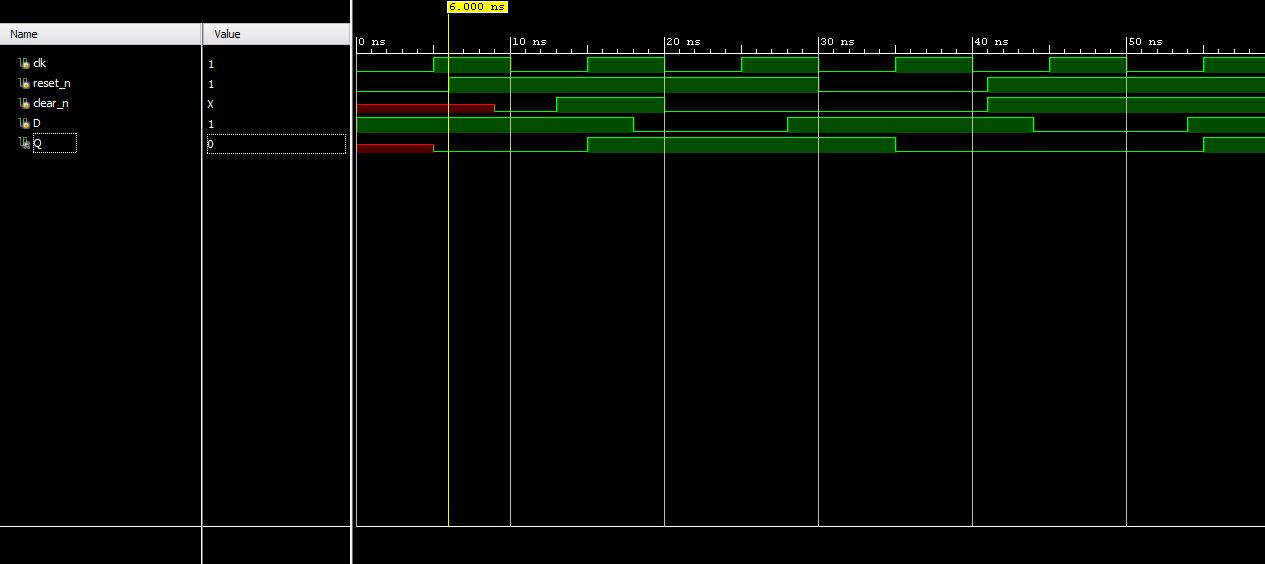 6.000 ns
Name Value
0 ns 10 ns 20 ns 30 ns 40 ns 50 ns
clk 1
reset_n 1
clear_n X
D 1
Q 0